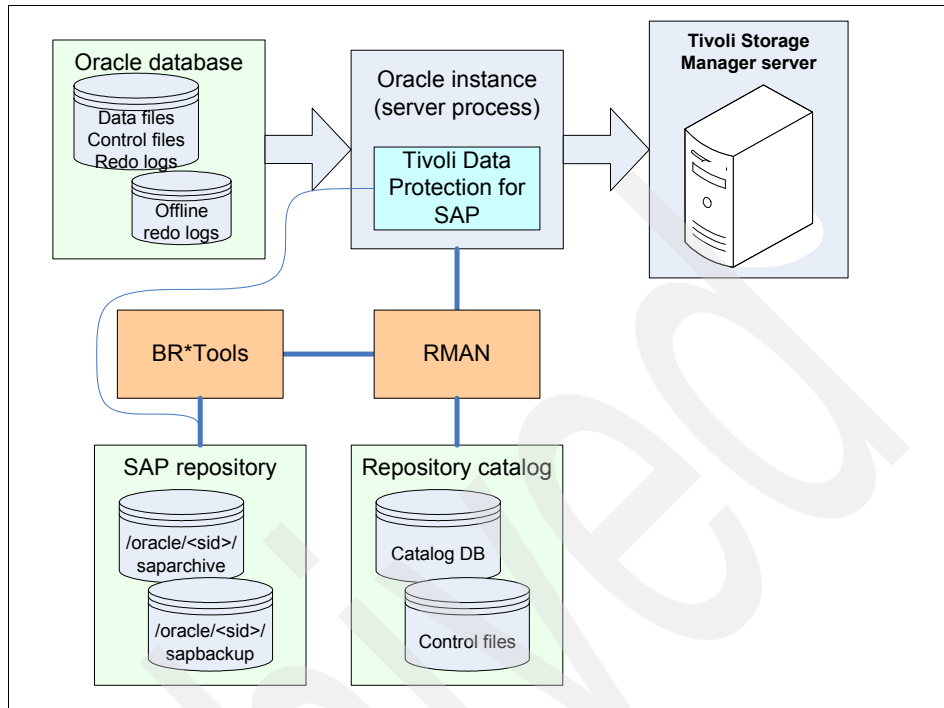 Oracle database
Data files
Control files
Redo logs
Offline
redo logs
Oracle instance
(server process)
Tivoli Data
Protection for
SAP
Tivoli Storage
Manager server
BR*Tools
RMAN
SAP repository
/oracle/<sid>/
saparchive
/oracle/<sid>/
sapbackup
Repository catalog
Catalog DB
Control files